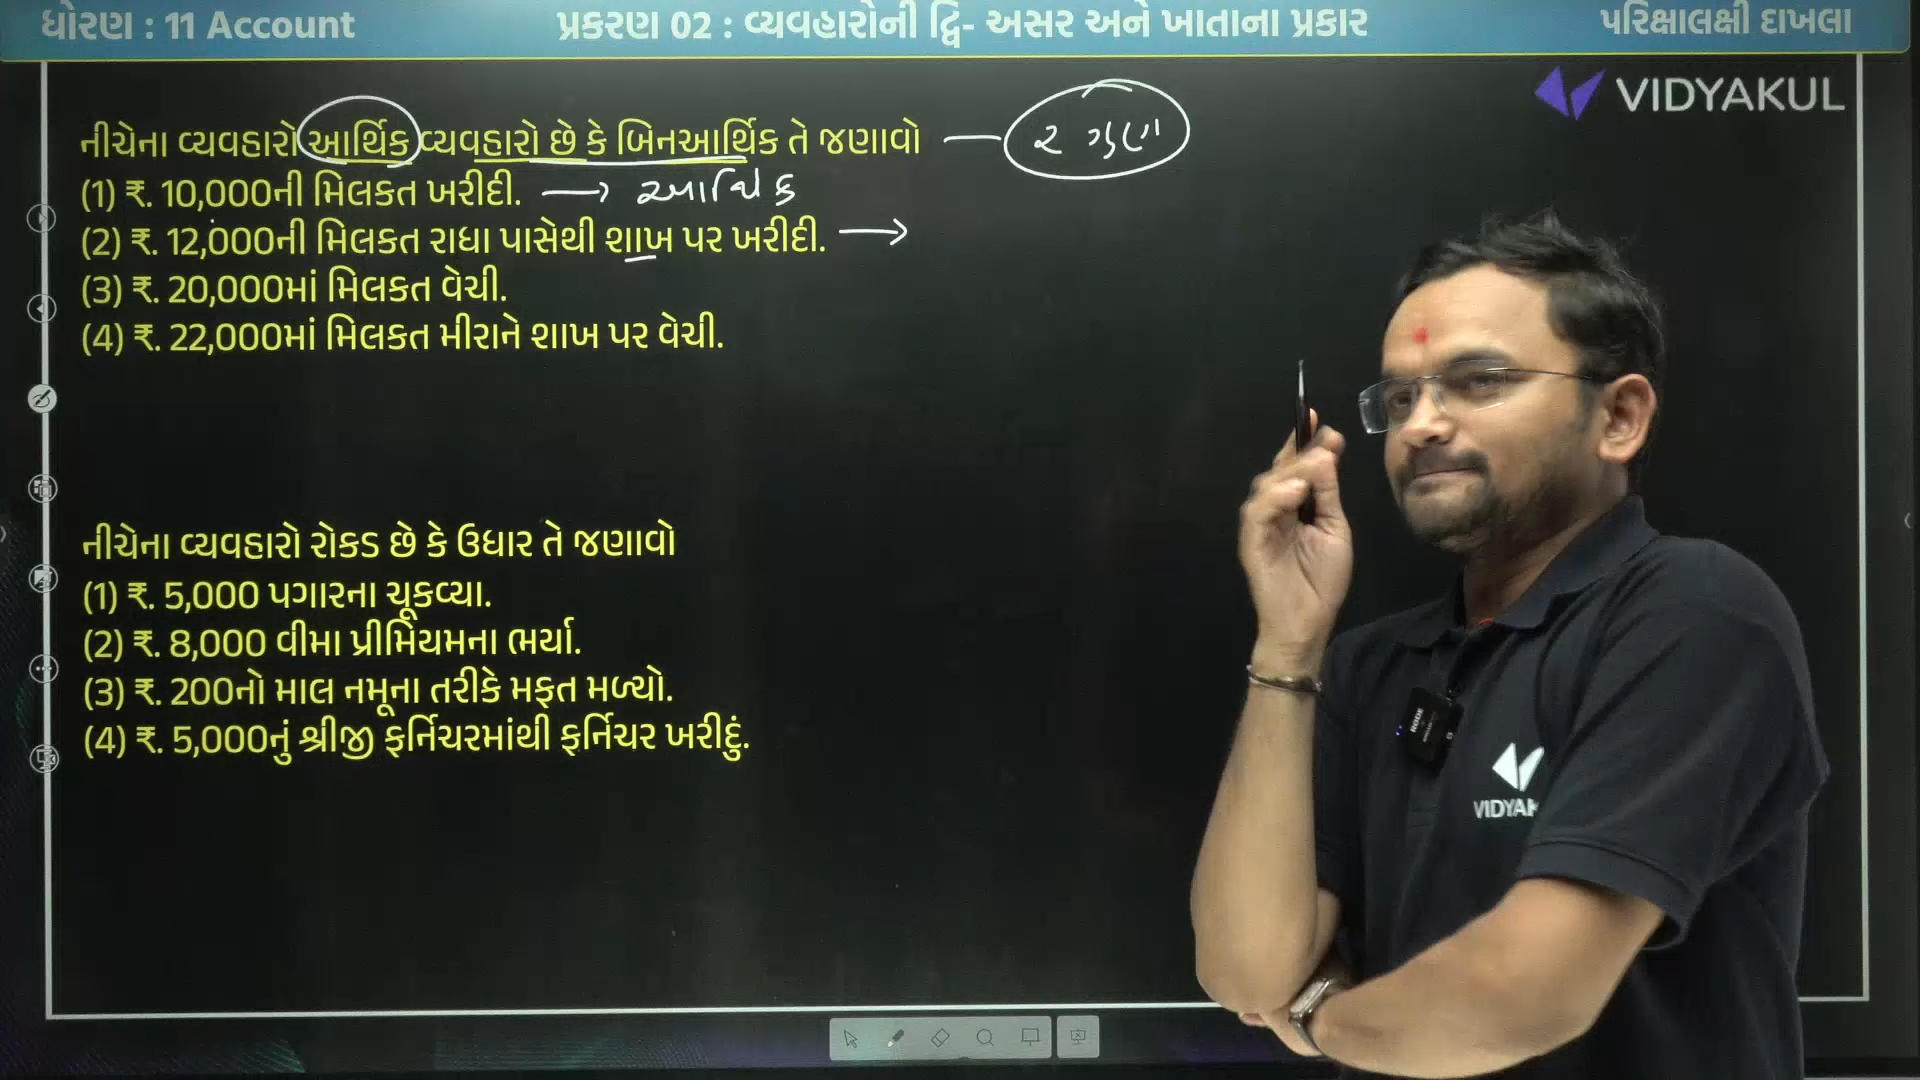 ધોરણ : 11 Account
પ્રકરણ 02 : વ્યવહારોની દ્વિ- અસર અને ખાતાના પ્રકાર
પરિક્ષાલક્ષી દાખલા
VIDYAKUL
નીચેના વ્યવહારો આર્થિક વ્યવહારો છે કે બિનઆર્થિક તે જણાવો — ૨ ગુણ
(1) ₹. 10,000ની મિલકત ખરીદી. → આર્થિક
(2) ₹. 12,000ની મિલકત રાધા પાસેથી શાખ પર ખરીદી. →
(3) ₹. 20,000માં મિલકત વેચી.
(4) ₹. 22,000માં મિલકત મીરાને શાખ પર વેચી.
નીચેના વ્યવહારો રોકડ છે કે ઉધાર તે જણાવો
(1) ₹. 5,000 પગારના ચૂકવ્યા.
(2) ₹. 8,000 વીમા પ્રીમિયમના ભર્યા.
(3) ₹. 200નો માલ નમૂના તરીકે મફત મળ્યો.
(4) ₹. 5,000નું શ્રીજી ફર્નિચરમાંથી ફર્નિચર ખરીદ્યું.
RODE
VIDYAK